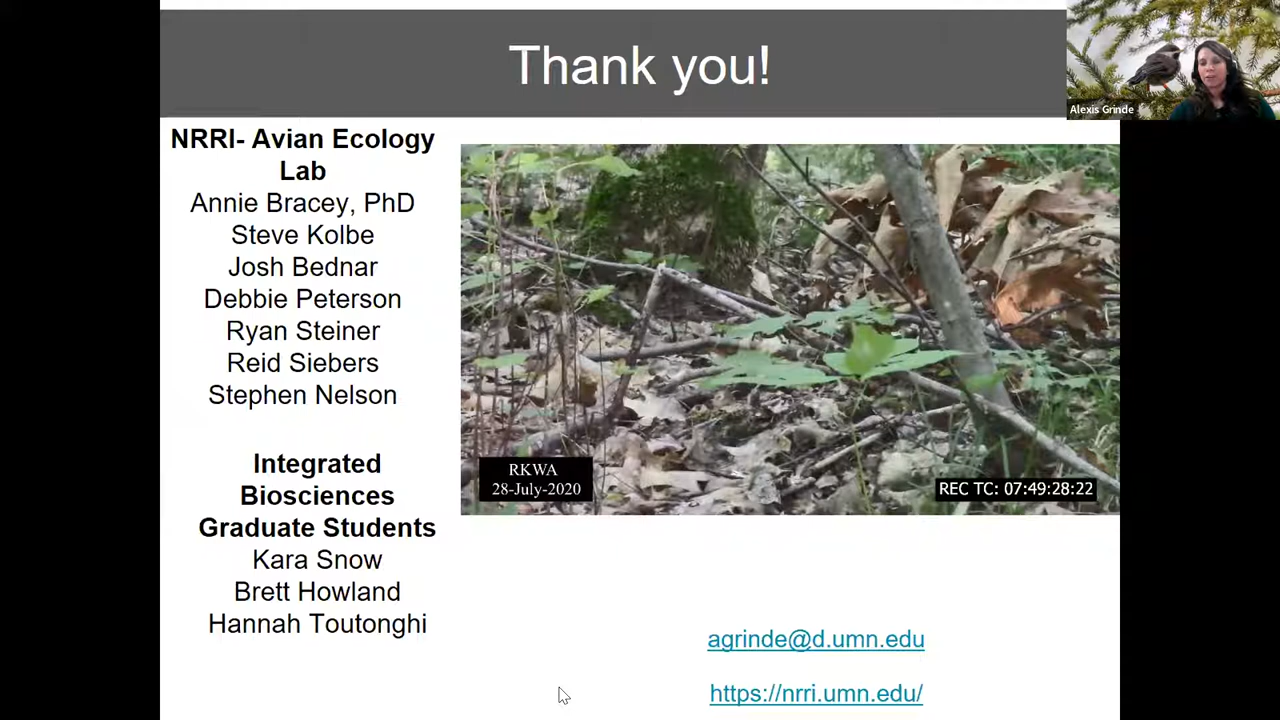 Thank you!
Alexis Grinde
NRRI- Avian Ecology
Lab
Annie Bracey, PhD
Steve Kolbe
Josh Bednar
Debbie Peterson
Ryan Steiner
Reid Siebers
Stephen Nelson
Integrated
Biosciences
Graduate Students
Kara Snow
Brett Howland
Hannah Toutonghi
RKWA
28-July-2020
REC TC: 07:49:28:22
agrinde@d.umn.edu
https://nrri.umn.edu/